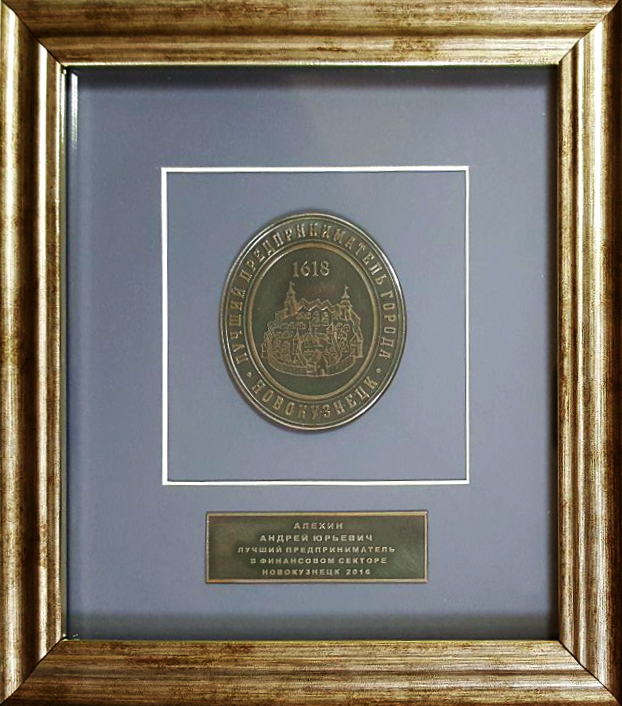 ЛУЧШИЙ ПРЕДПРИНИМАТЕЛЬ ГОРОДА
1618
НОВОКУЗНЕЦК
АЛЕХИН
АНДРЕЙ ЮРЬЕВИЧ
ЛУЧШИЙ ПРЕДПРИНИМАТЕЛЬ
В ФИНАНСОВОМ СЕКТОРЕ
НОВОКУЗНЕЦК 2016